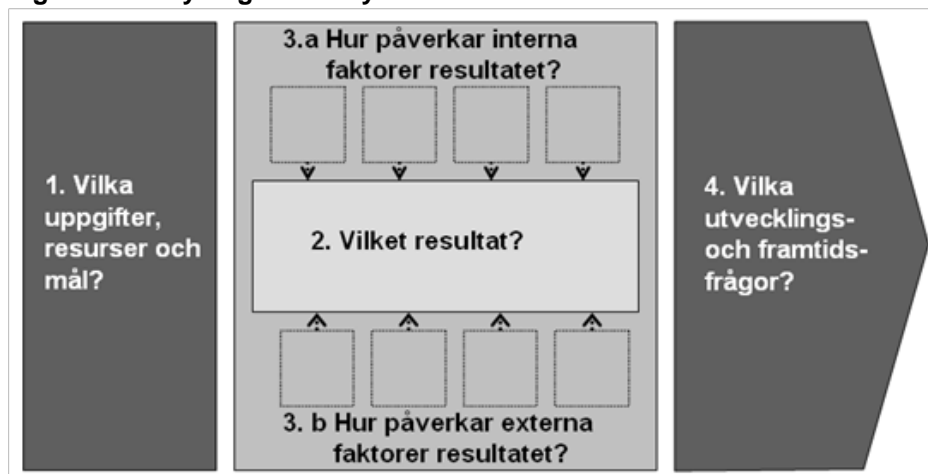 3.a Hur påverkar interna
faktorer resultatet?
1. Vilka
uppgifter,
resurser och
mål?
2. Vilket resultat?
4. Vilka
utvecklings-
och framtids-
frågor?
3. b Hur påverkar externa
faktorer resultatet?